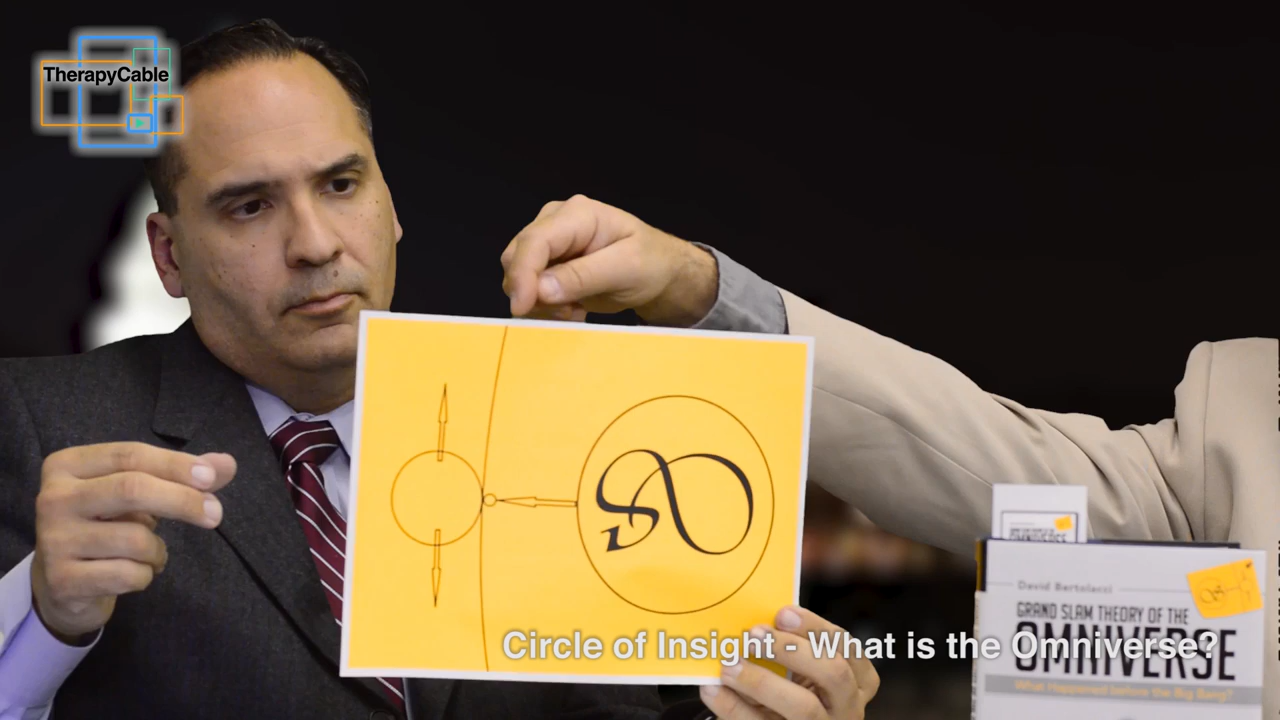 TherapyCable
OMNIVERSE
David Bertolacci
GRAND SLAM THEORY OF THE
OMNIVERSE
What Happened before the Big Bang?
Circle of Insight - What is the Omniverse?